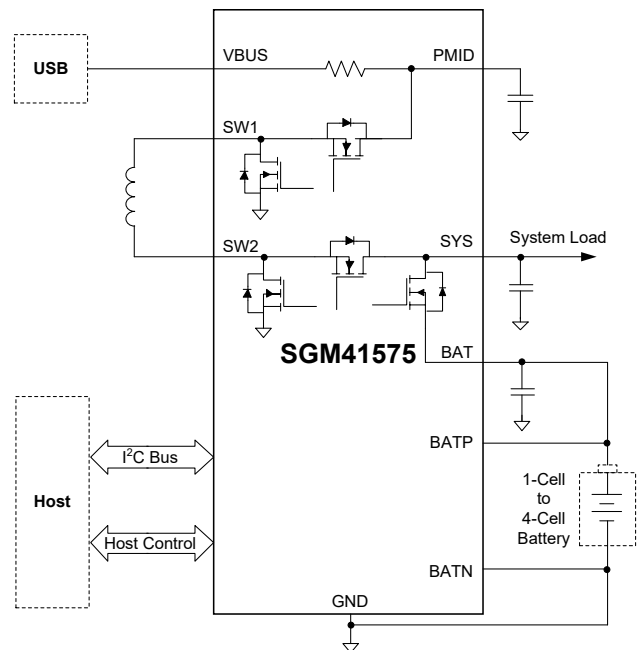 USB
VBUS
PMID
SW1
SW2
SYS
System Load
SGM41575
BAT
I²C Bus
BATP
Host
1-Cell
to
4-Cell
Battery
Host Control
BATN
GND